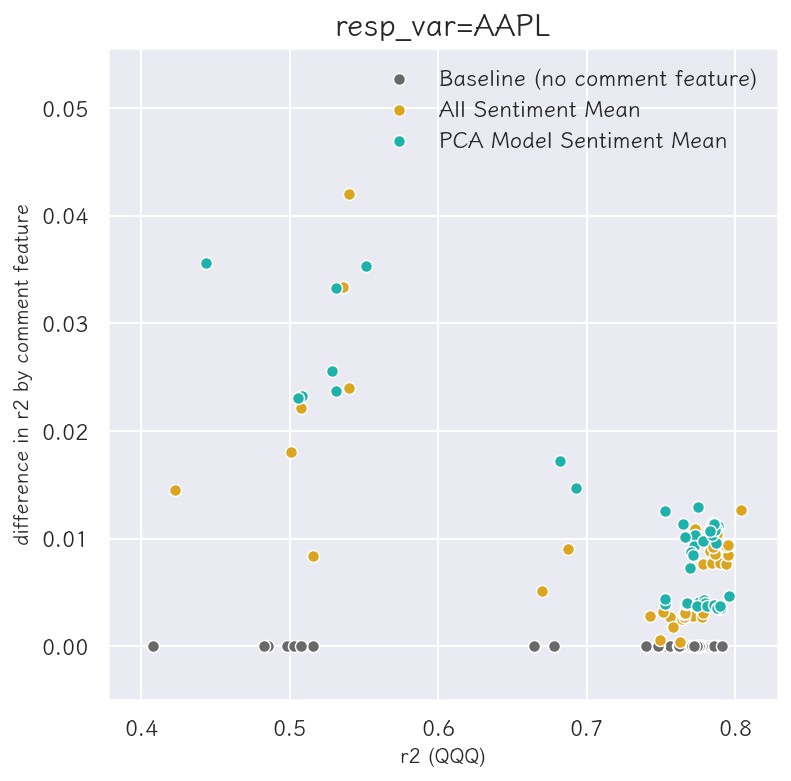 resp_var=AAPL
Baseline (no comment feature)
All Sentiment Mean
PCA Model Sentiment Mean
difference in r2 by comment feature
0.05
0.04
0.03
0.02
0.01
0.00
0.4 0.5 0.6 0.7 0.8
r2 (QQQ)